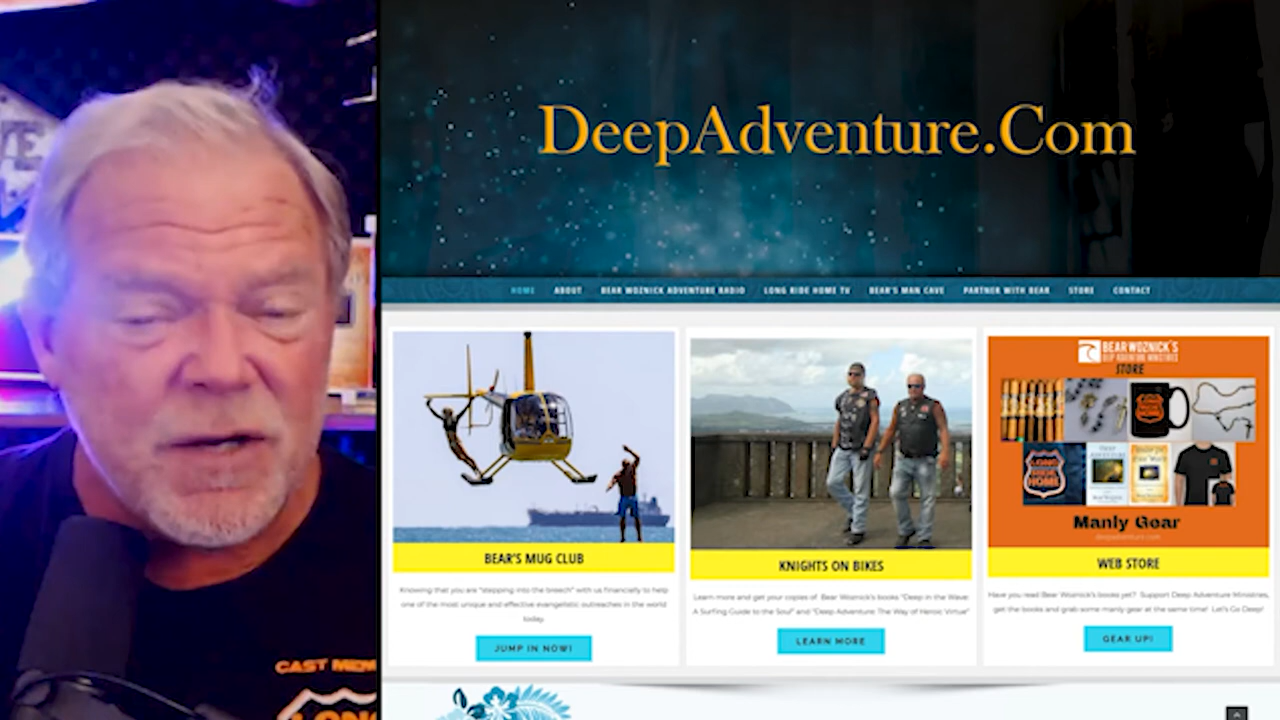 DeepAdventure.Com
HOME ABOUT BEAR WOZNICK ADVENTURE RADIO LONG RIDE HOME TV BEAR'S MAN CAVE PARTNER WITH BEAR STORE CONTACT
BEAR WOZNICK'S
DEEP ADVENTURE MINISTRIES
STORE
LONG
RIDE
HOME
Manly Gear
deepadventure.com
BEAR'S MUG CLUB
Knowing that you are "stepping into the breech" with us financially to help
one of the most unique and effective evangelistic outreaches in the world
today.
JUMP IN NOW!
KNIGHTS ON BIKES
Learn more and get your copies of Bear Woznick's books "Deep in the Wave:
A Surfing Guide to the Soul" and "Deep Adventure: The Way of Heroic Virtue"
LEARN MORE
WEB STORE
Have you read Bear Woznick's books yet? Support Deep Adventure Ministries,
get the books and grab some manly gear at the same time! Let's Go Deep!
GEAR UP!
CAST MEM
LONG